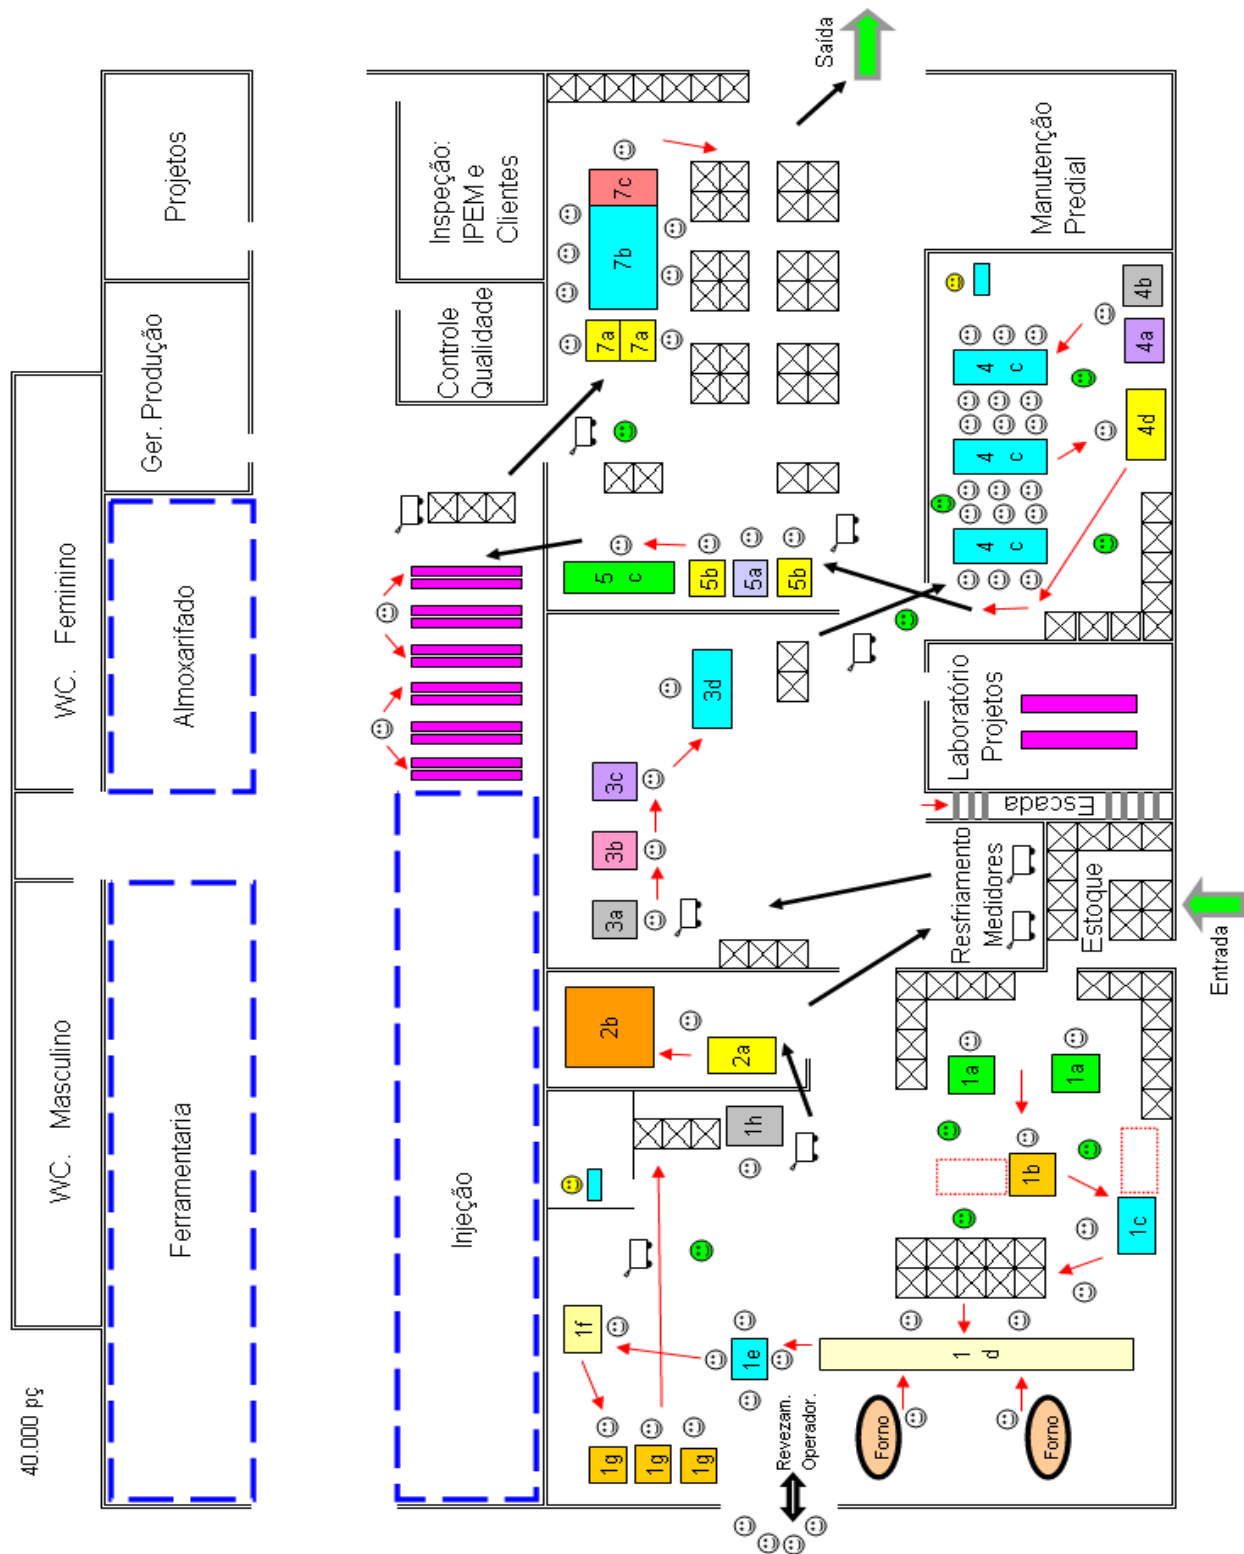 40.000 pç
WC. Masculino
WC. Feminino
Ferramentaria
Almoxarifado
Ger. Produção
Projetos
Injeção
Controle
Qualidade
Inspeção:
IPEM e
Clientes
1g
1g
1g
1f
1e
1h
2b
2a
3a
3b
3c
3d
5
c
5b
5a
5b
7a
7a
7b
7c
Saída
Revezam.
Operador.
Forno
Forno
1
d
1c
1b
1a
1a
Resfriamento
Medidores
Estoque
Entrada
Escada
Laboratório
Projetos
4
c
4
c
4
c
4d
4a
4b
Manutenção
Predial